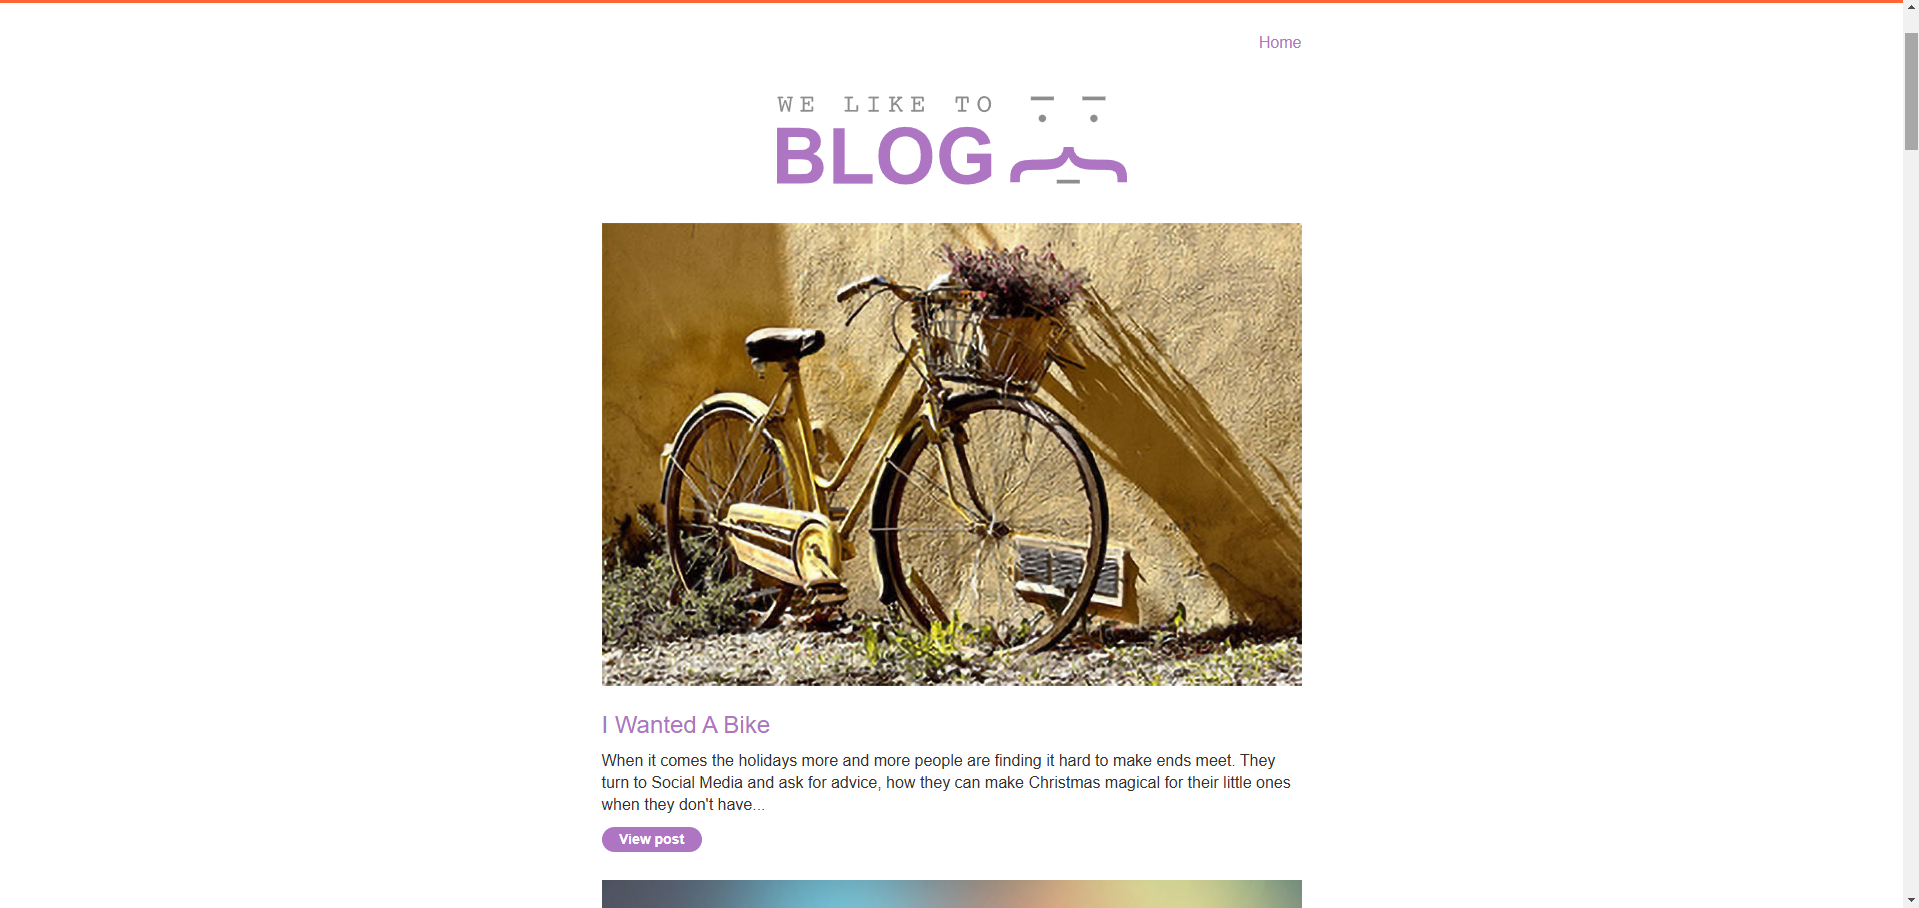 Home
WE LIKE TO
BLOG
I Wanted A Bike
When it comes the holidays more and more people are finding it hard to make ends meet. They
turn to Social Media and ask for advice, how they can make Christmas magical for their little ones
when they don't have...
View post